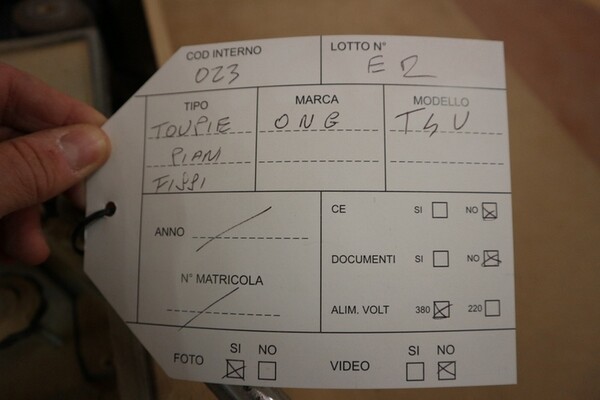 COD INTERNO
023
LOTTO N°
E2
TIPO
TOUPIE
PIAN
FISSI
MARCA
ONG
MODELLO
T5U
ANNO
N° MATRICOLA
CE SI NO
DOCUMENTI SI NO
ALIM. VOLT 380 220
FOTO SI NO
VIDEO SI NO